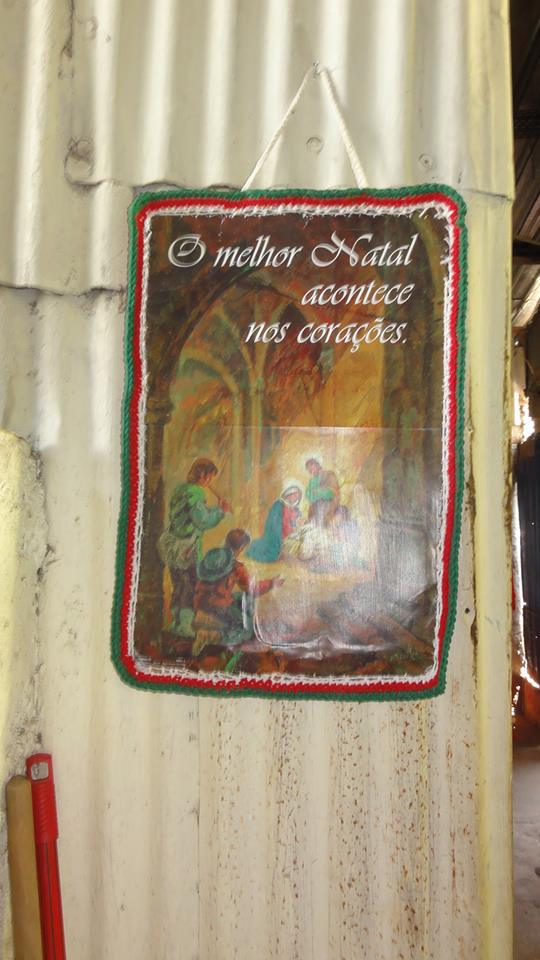 O melhor Natal
acontece
nos corações.